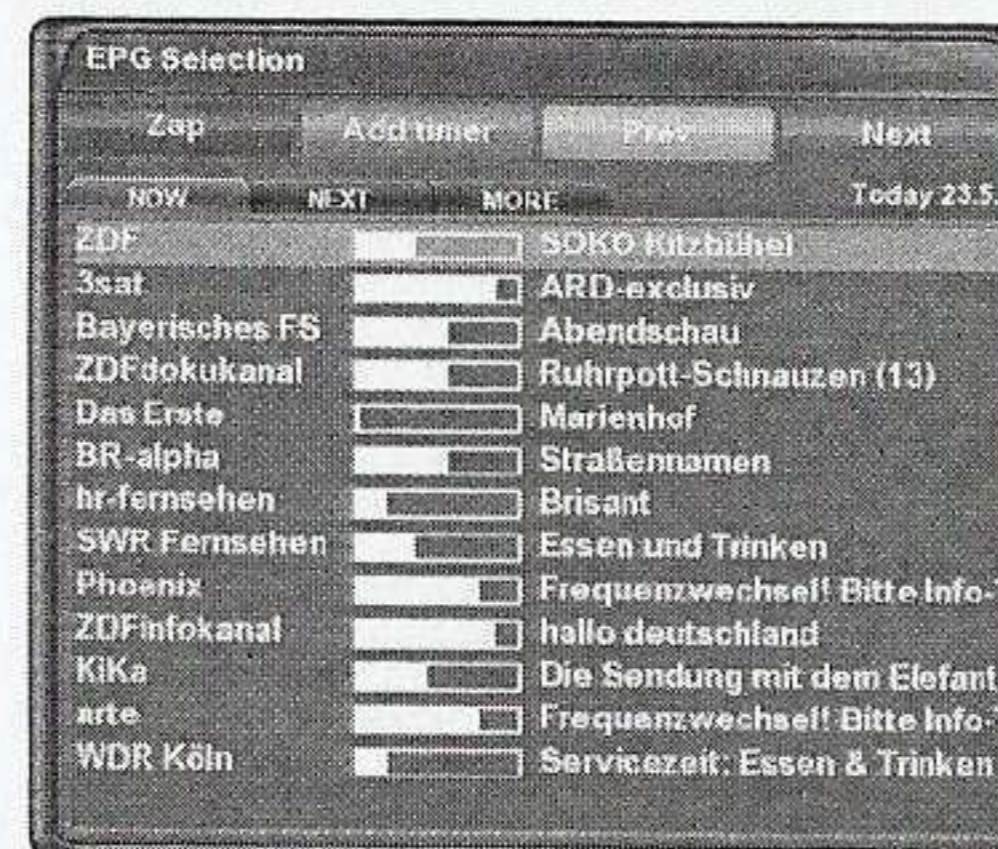 EPG Selection
Zap Add timer Prev Next
NOW NEXT MORE Today 23.5.
ZDF SOKO Kitzbühel
3sat ARD-exclusiv
Bayerisches FS Abendschau
ZDFdokukanal Ruhrpott-Schnauzen (13)
Das Erste Marienhof
BR-alpha Straßennamen
hr-fernsehen Brisant
SWR Fernsehen Essen und Trinken
Phoenix Frequenzwechsel! Bitte Info-
ZDFinfokanal hallo deutschland
KiKa Die Sendung mit dem Elefant
arte Frequenzwechsel! Bitte Info-
WDR Köln Servicezeit: Essen & Trinken